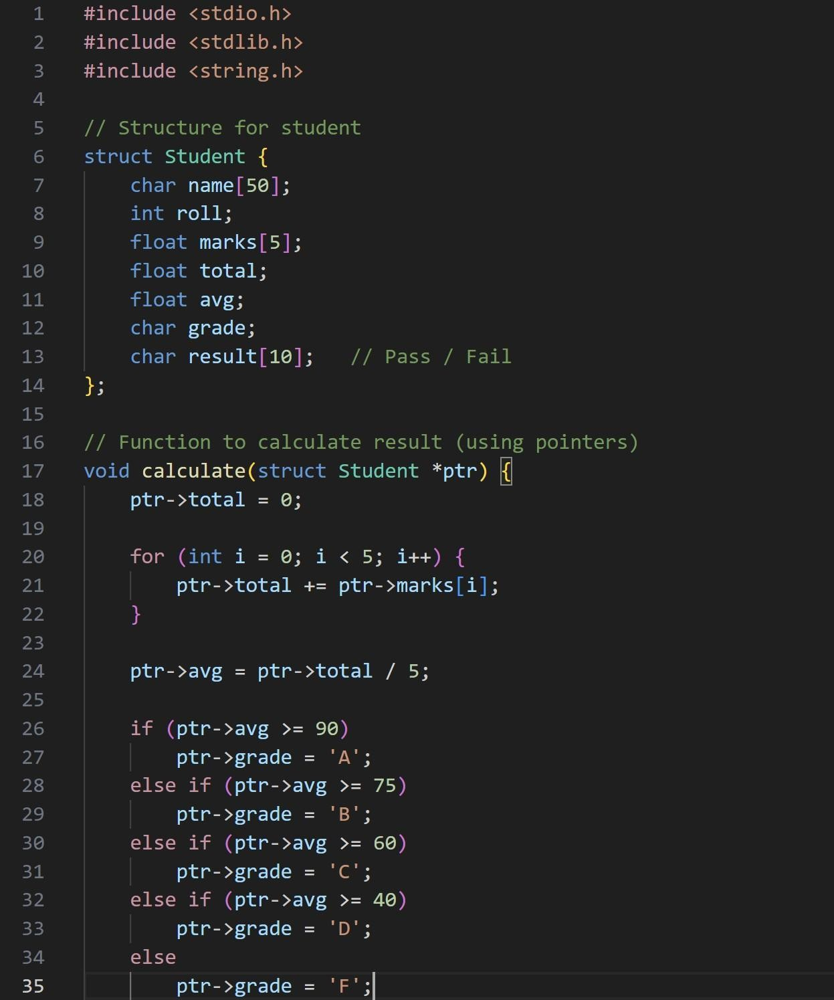 1 #include <stdio.h>
2 #include <stdlib.h>
3 #include <string.h>
4
5 // Structure for student
6 struct Student {
7     char name[50];
8     int roll;
9     float marks[5];
10     float total;
11     float avg;
12     char grade;
13     char result[10];   // Pass / Fail
14 };
15
16 // Function to calculate result (using pointers)
17 void calculate(struct Student *ptr) {
18     ptr->total = 0;
19
20     for (int i = 0; i < 5; i++) {
21         ptr->total += ptr->marks[i];
22     }
23
24     ptr->avg = ptr->total / 5;
25
26     if (ptr->avg >= 90)
27         ptr->grade = 'A';
28     else if (ptr->avg >= 75)
29         ptr->grade = 'B';
30     else if (ptr->avg >= 60)
31         ptr->grade = 'C';
32     else if (ptr->avg >= 40)
33         ptr->grade = 'D';
34     else
35         ptr->grade = 'F';